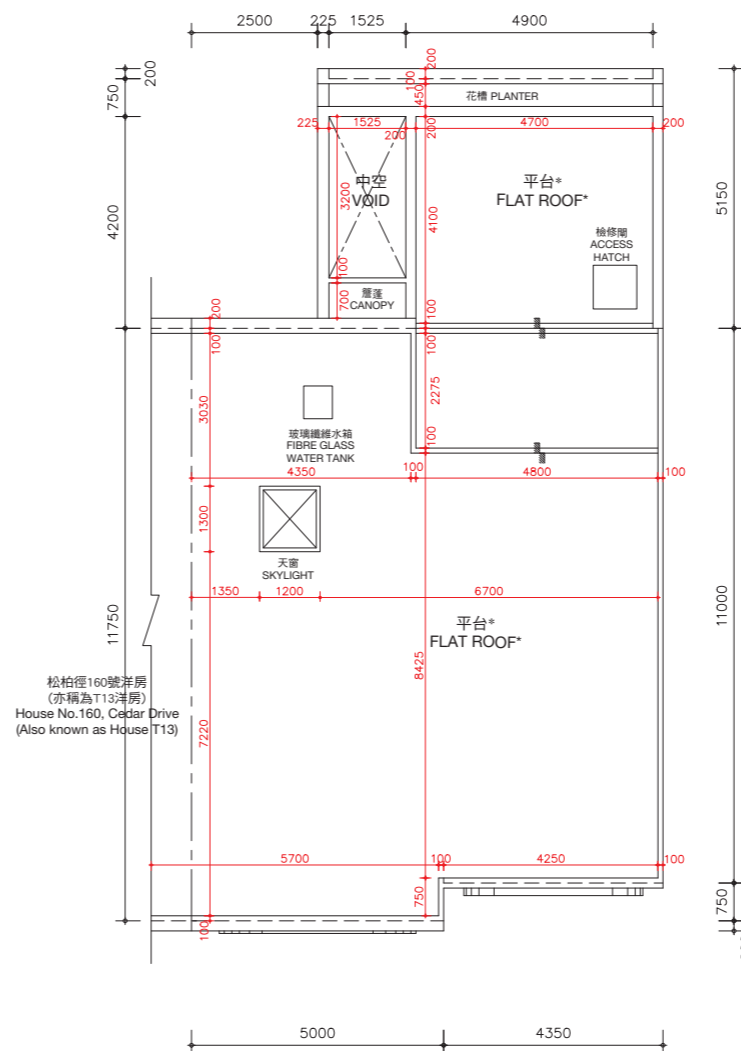 2500 225 1525 4900
200
750
200
100
450
花槽 PLANTER
225 1525 200 200 4700 200
4200
3200
中空
VOID
平台*
FLAT ROOF*
4100
5150
檢修閘
ACCESS
HATCH
100
700
簷蓬
CANOPY
200
100
100
100
3030
2275
玻璃纖維水箱
FIBRE GLASS
WATER TANK
100
4350 100 4800 100
1300
天窗
SKYLIGHT
1350 1200 6700
11750
平台*
FLAT ROOF*
8425
11000
松柏徑160號洋房
(亦稱為T13洋房)
House No.160, Cedar Drive
(Also known as House T13)
7220
5700 100 4250 100
750
750
100
5000 4350